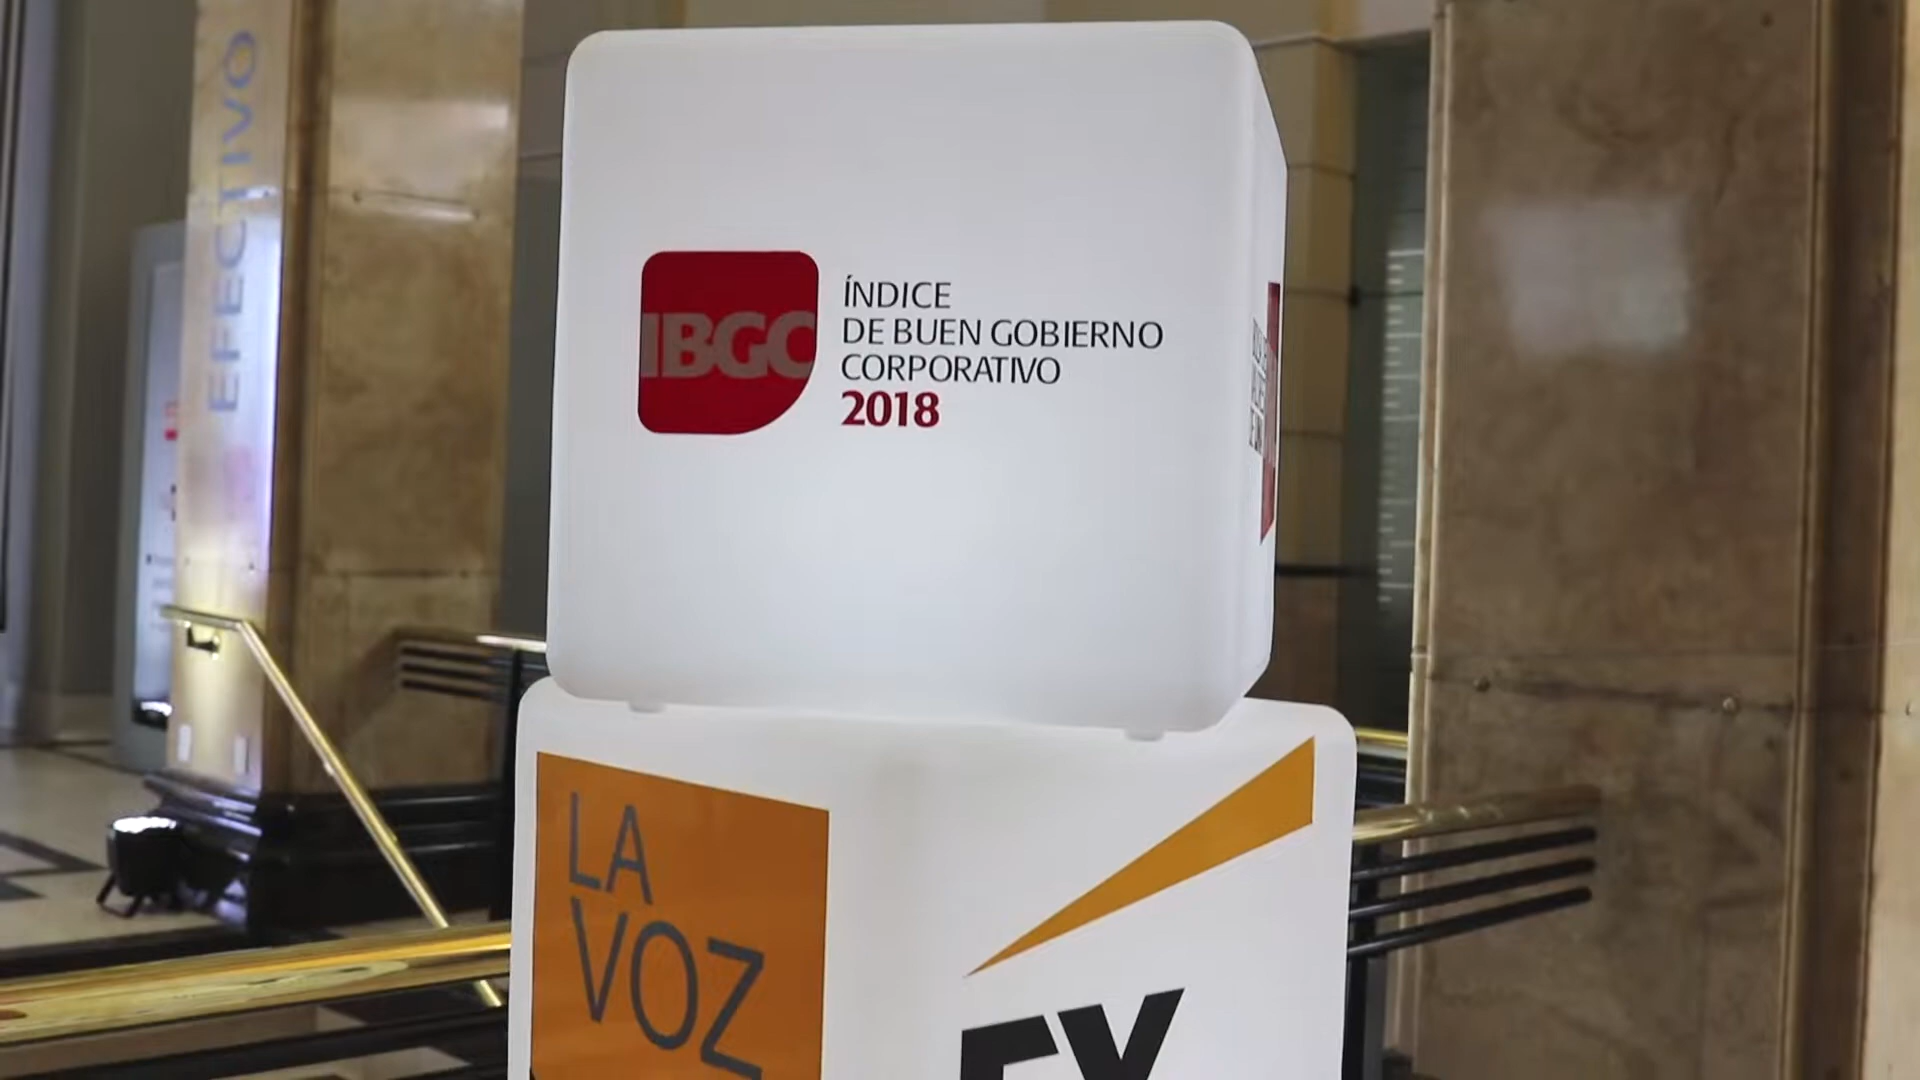 EFECTIVO
IBGC
ÍNDICE
DE BUEN GOBIERNO
CORPORATIVO
2018
LA
VOZ
EY